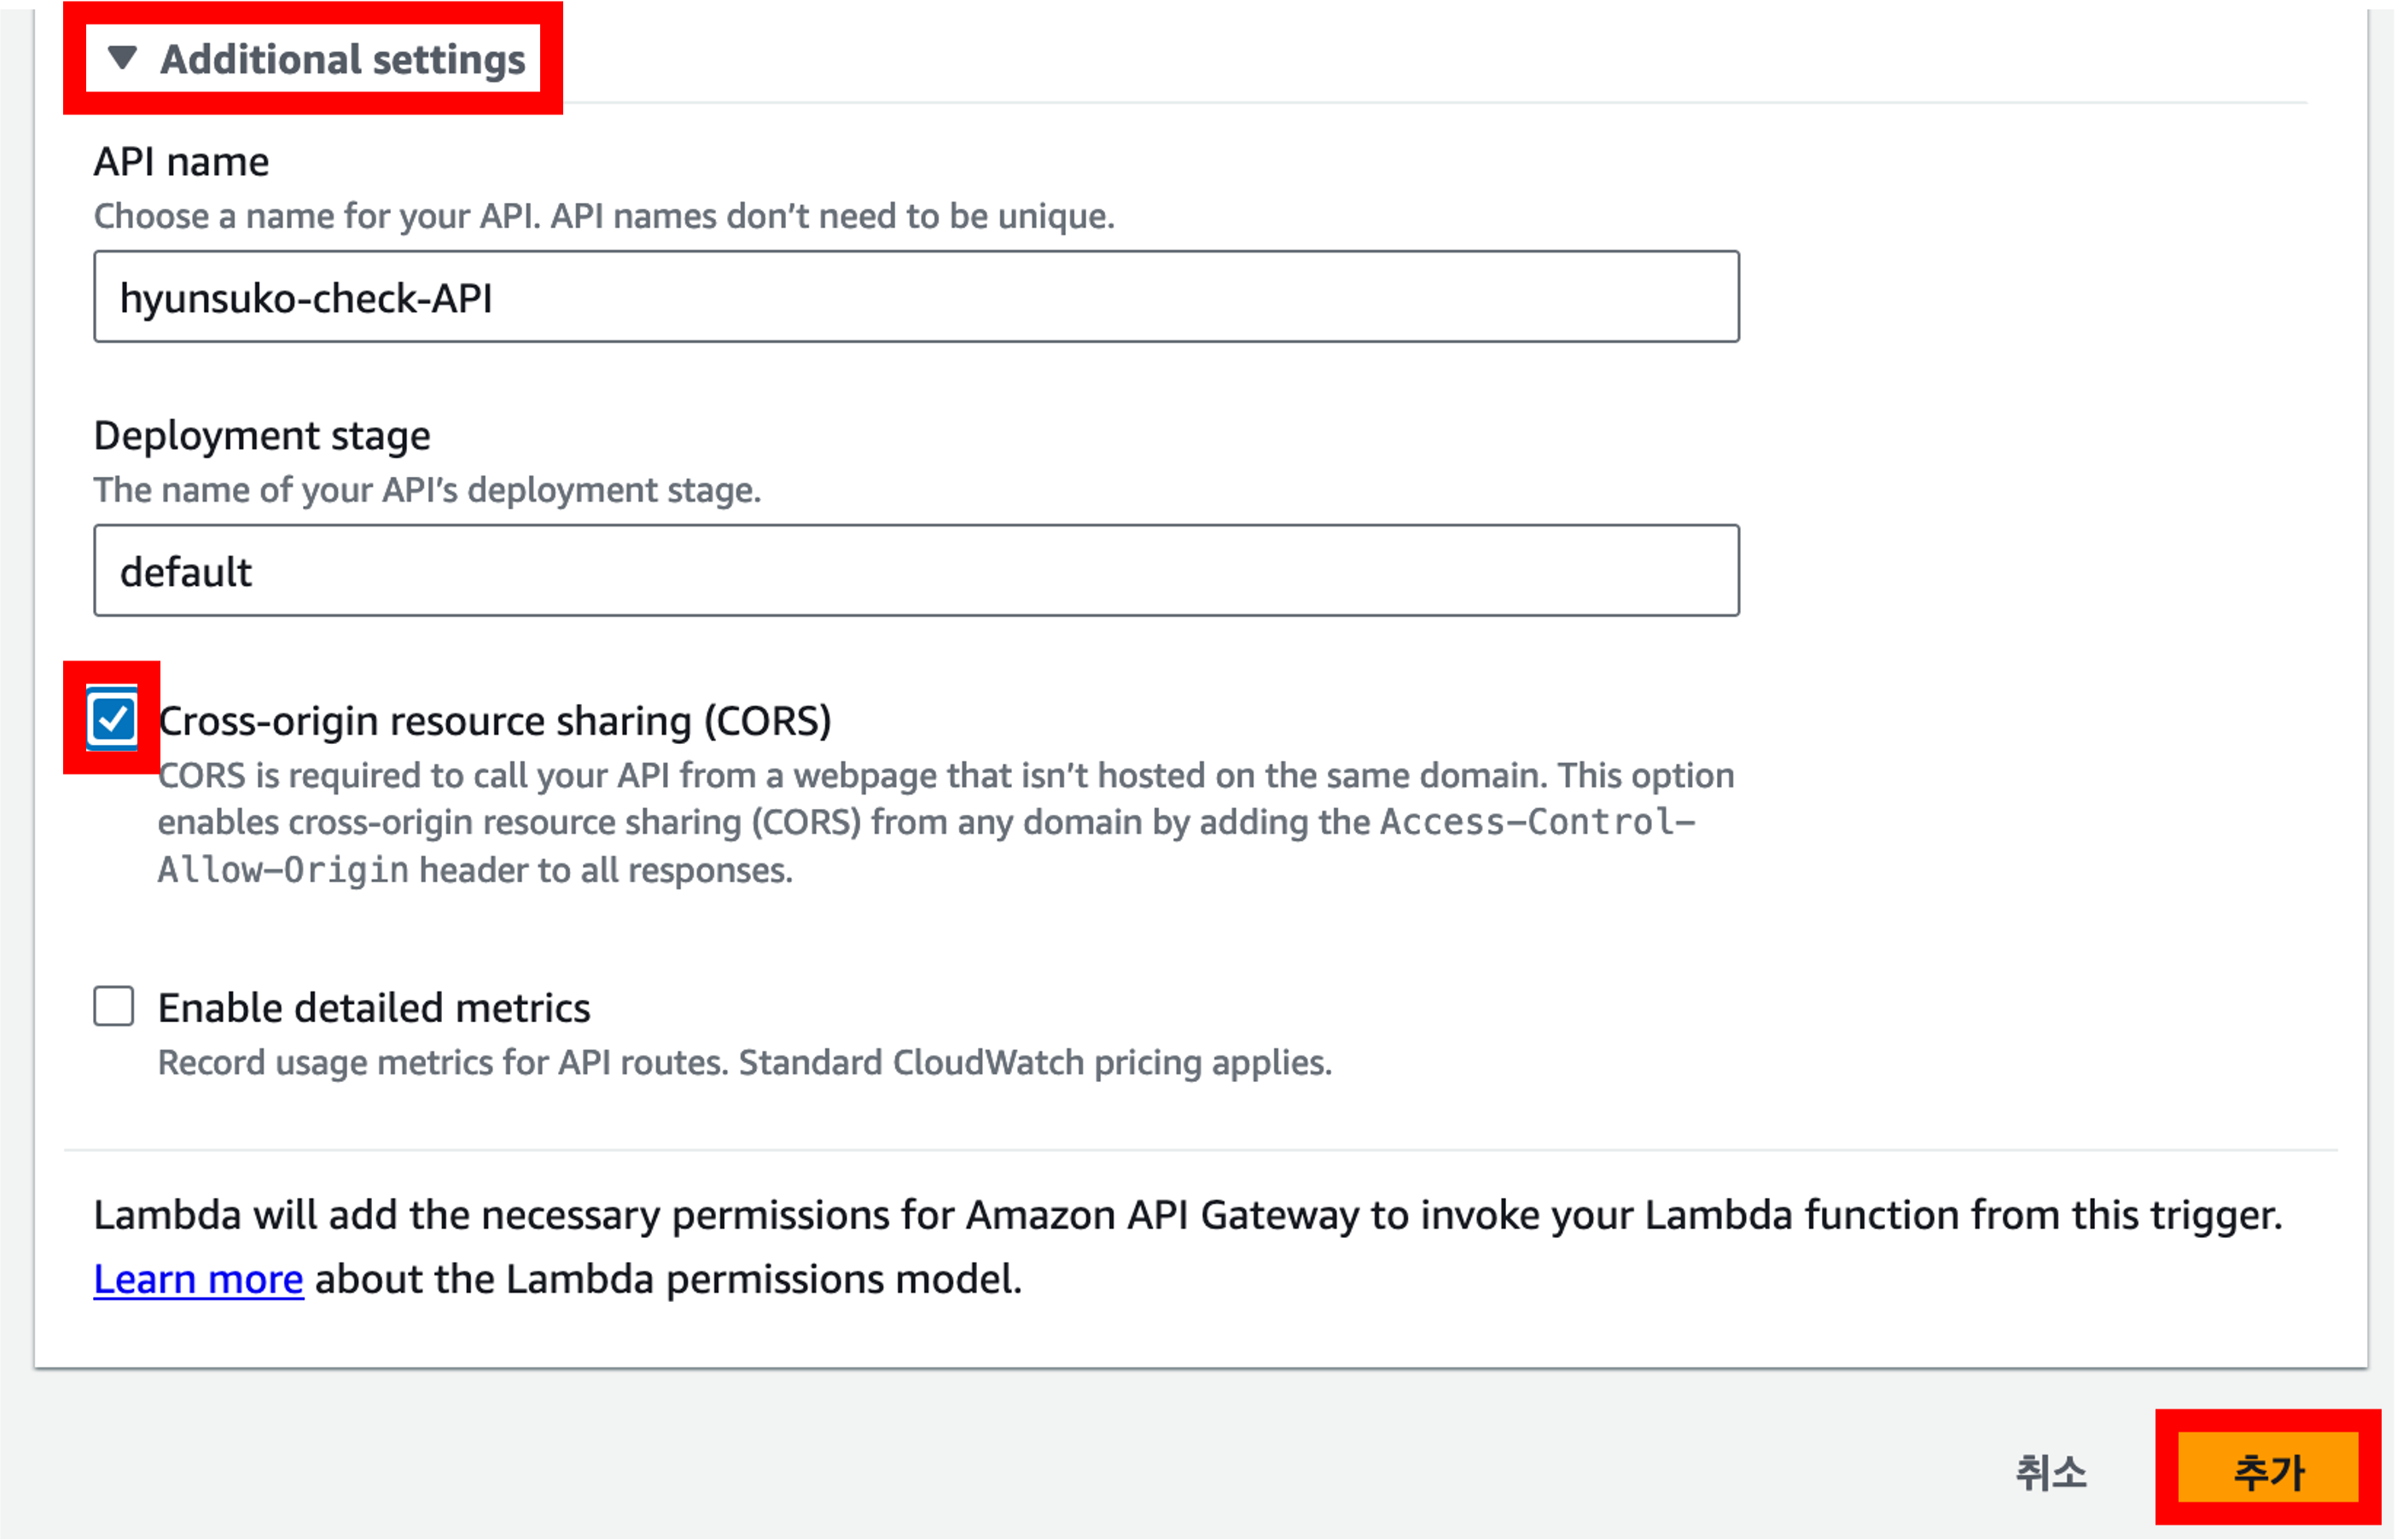 Additional settings
API name
Choose a name for your API. API names don’t need to be unique.
hyunsuko-check-API
Deployment stage
The name of your API’s deployment stage.
default
Cross-origin resource sharing (CORS)
CORS is required to call your API from a webpage that isn’t hosted on the same domain. This option
enables cross-origin resource sharing (CORS) from any domain by adding the Access-Control-
Allow-Origin header to all responses.
Enable detailed metrics
Record usage metrics for API routes. Standard CloudWatch pricing applies.
Lambda will add the necessary permissions for Amazon API Gateway to invoke your Lambda function from this trigger.
Learn more about the Lambda permissions model.
취소 추가